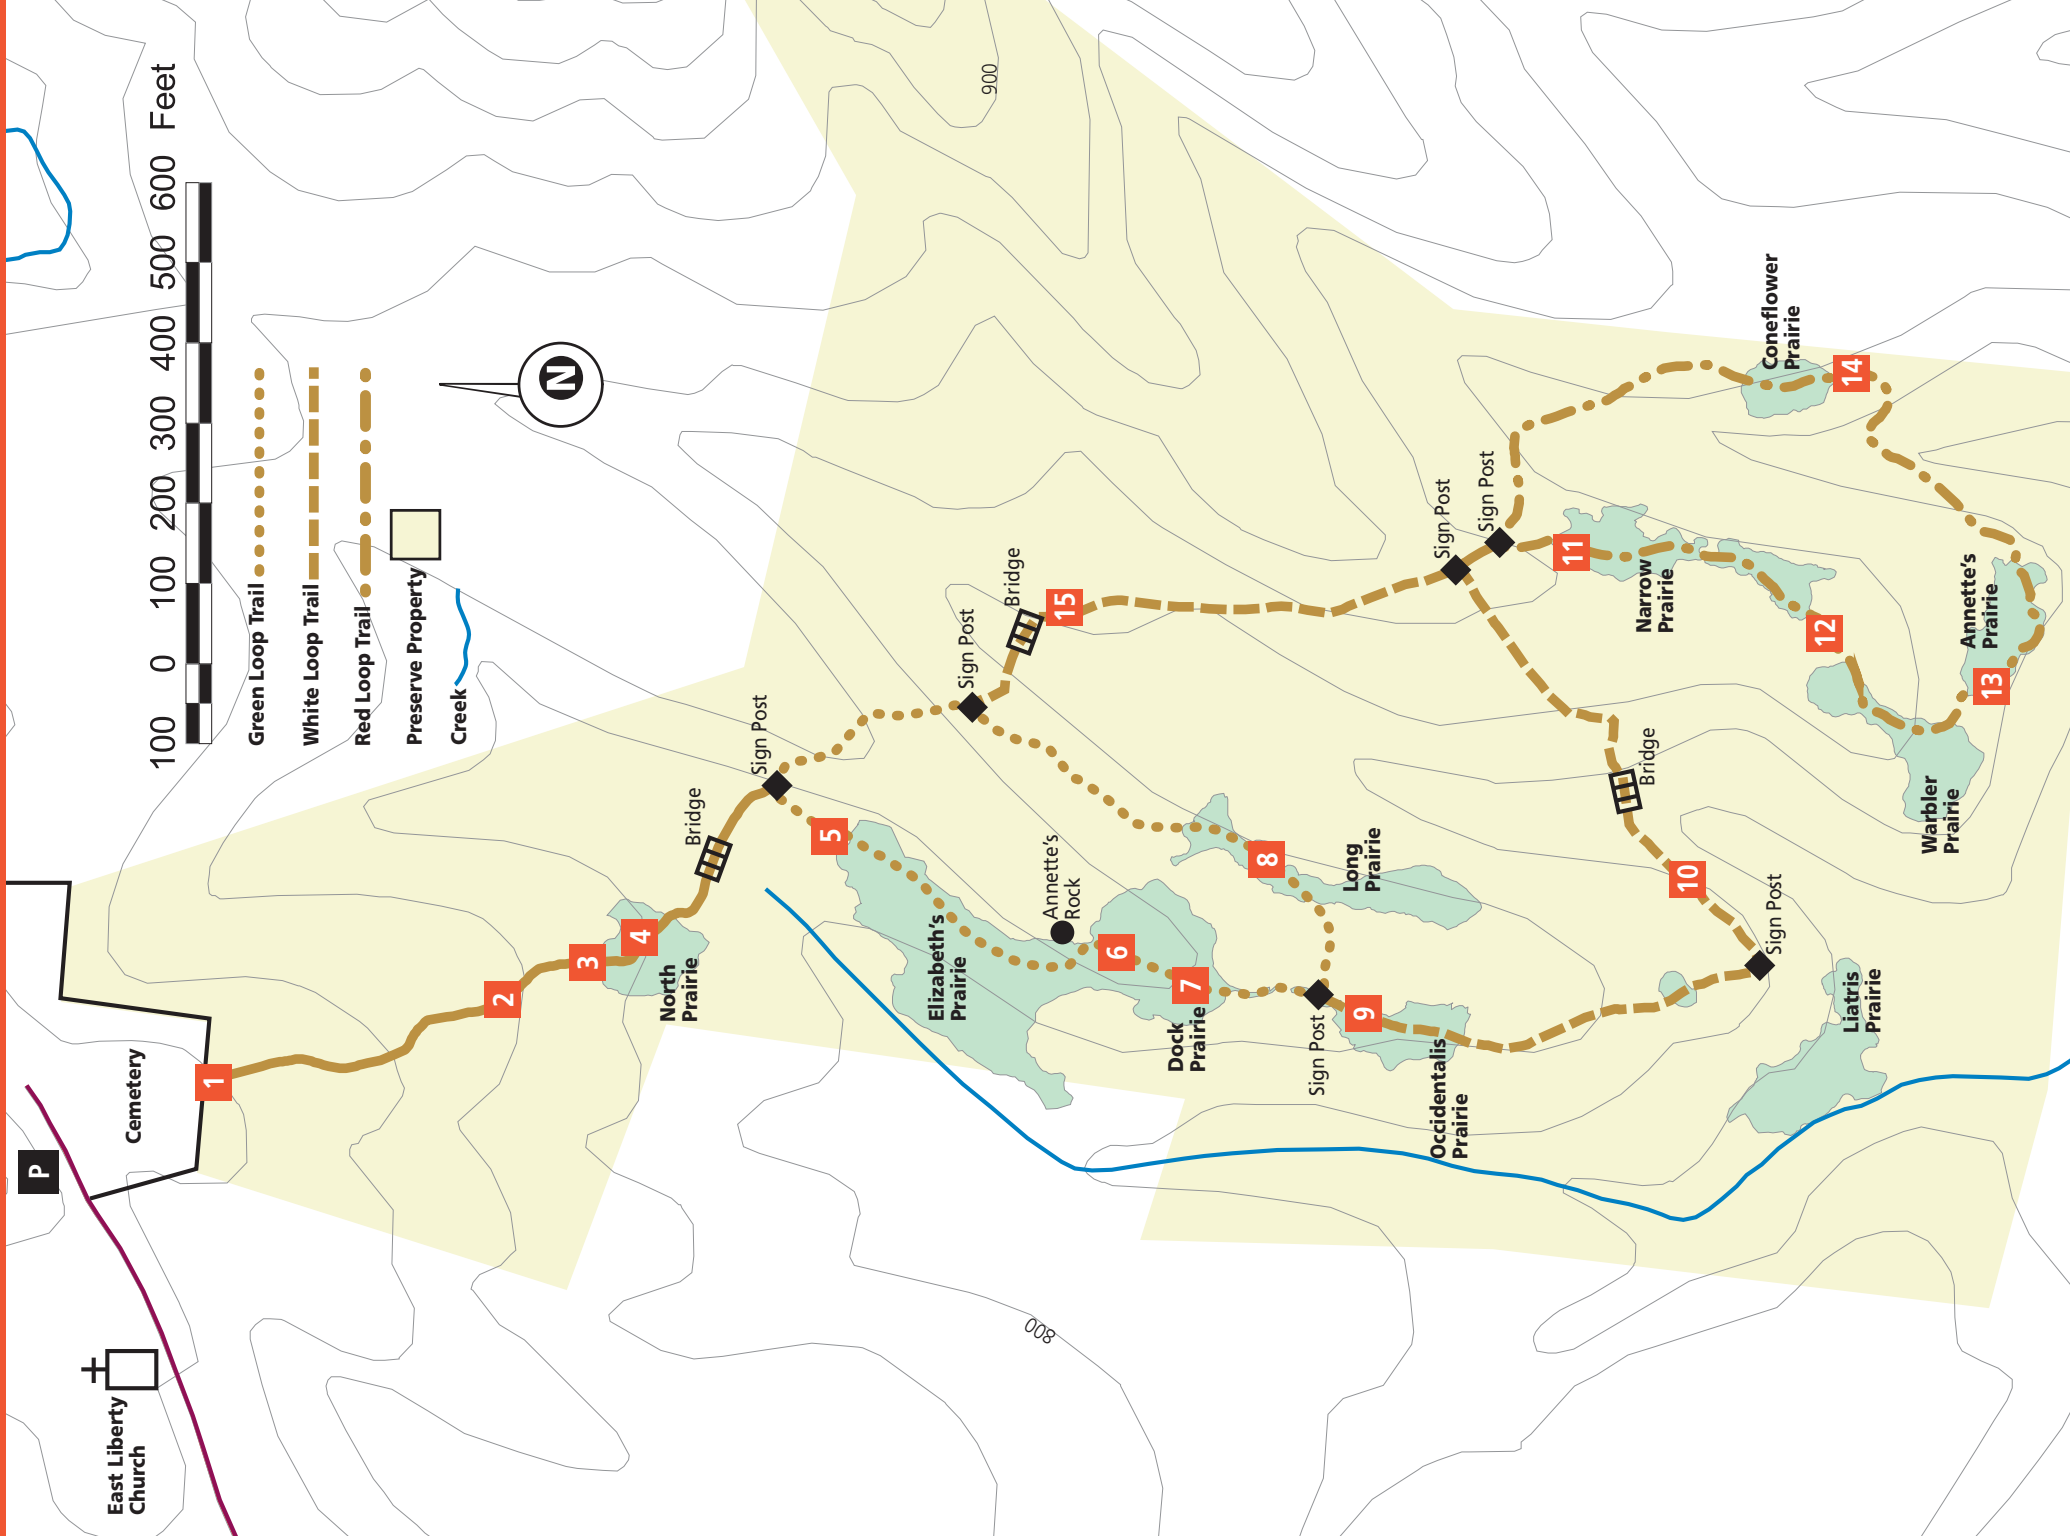 100 0 100 200 300 400 500 600 Feet
Green Loop Trail
White Loop Trail
Red Loop Trail
Preserve Property
Creek
N
P
Cemetery
East Liberty
Church
1
2
3
4
North
Prairie
Bridge
Sign Post
5
Elizabeth's
Prairie
Annette's
Rock
6
7
Dock
Prairie
Sign Post
Bridge
15
8
Long
Prairie
Sign Post
9
Occidentalis
Prairie
Sign Post
Sign Post
11
Narrow
Prairie
Bridge
10
Sign Post
Liatris
Prairie
12
Coneflower
Prairie
14
Annette's
Prairie
13
Warbler
Prairie
900
800